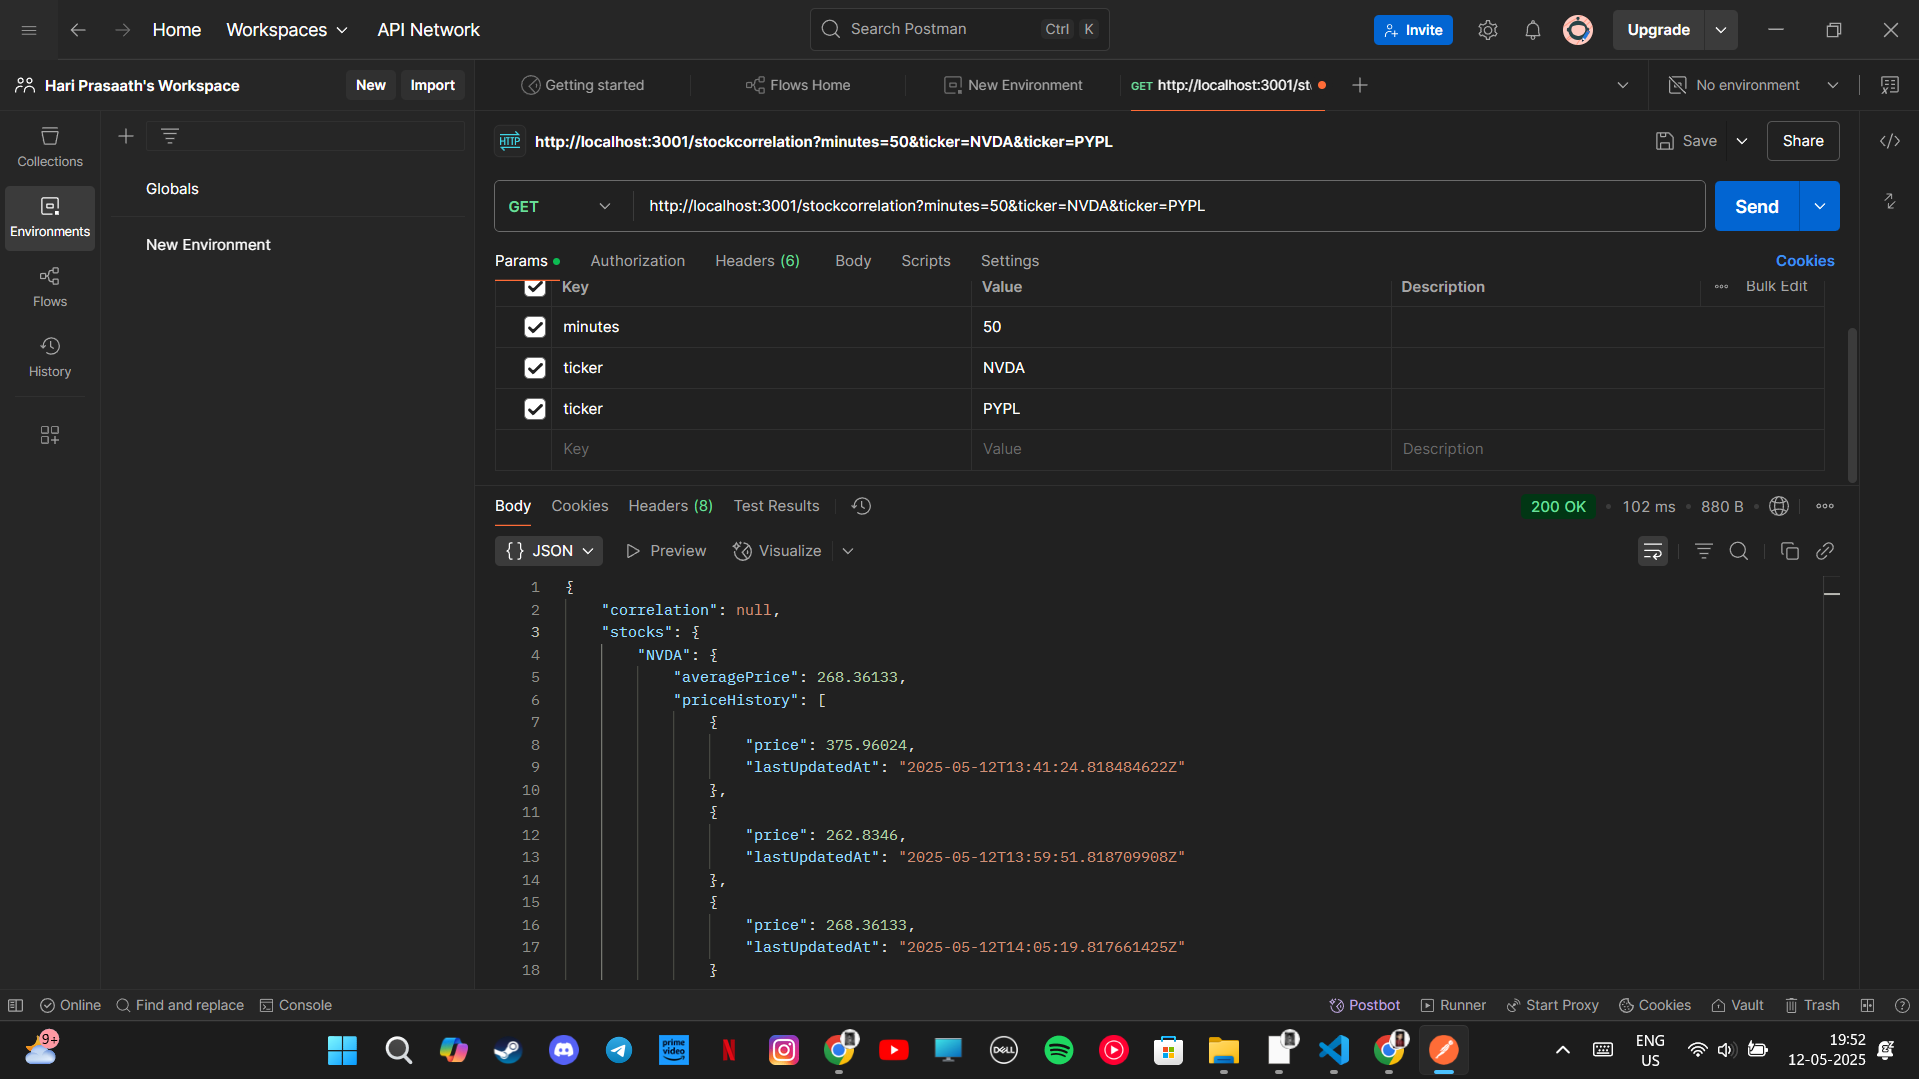 Home
Workspaces
API Network
Search Postman
Ctrl K
Invite
Upgrade
Hari Prasaath's Workspace
New
Import
Getting started
Flows Home
New Environment
GET http://localhost:3001/st
No environment
Collections
Environments
Flows
History
Globals
New Environment
HTTP
http://localhost:3001/stockcorrelation?minutes=50&ticker=NVDA&ticker=PYPL
Save
Share
GET
http://localhost:3001/stockcorrelation?minutes=50&ticker=NVDA&ticker=PYPL
Send
Params
Authorization
Headers (6)
Body
Scripts
Settings
Cookies
Key Value Description Bulk Edit
minutes 50
ticker NVDA
ticker PYPL
Key Value Description
Body
Cookies
Headers (8)
Test Results
200 OK
102 ms
880 B
{} JSON
Preview
Visualize
1 {
2 "correlation": null,
3 "stocks": {
4 "NVDA": {
5 "averagePrice": 268.36133,
6 "priceHistory": [
7 {
8 "price": 375.96024,
9 "lastUpdatedAt": "2025-05-12T13:41:24.818484622Z"
10 },
11 {
12 "price": 262.8346,
13 "lastUpdatedAt": "2025-05-12T13:59:51.818709908Z"
14 },
15 {
16 "price": 268.36133,
17 "lastUpdatedAt": "2025-05-12T14:05:19.817661425Z"
18 }
Online
Find and replace
Console
Postbot
Runner
Start Proxy
Cookies
Vault
Trash
9+
prime video
N
DELL
ENG
US
19:52
12-05-2025